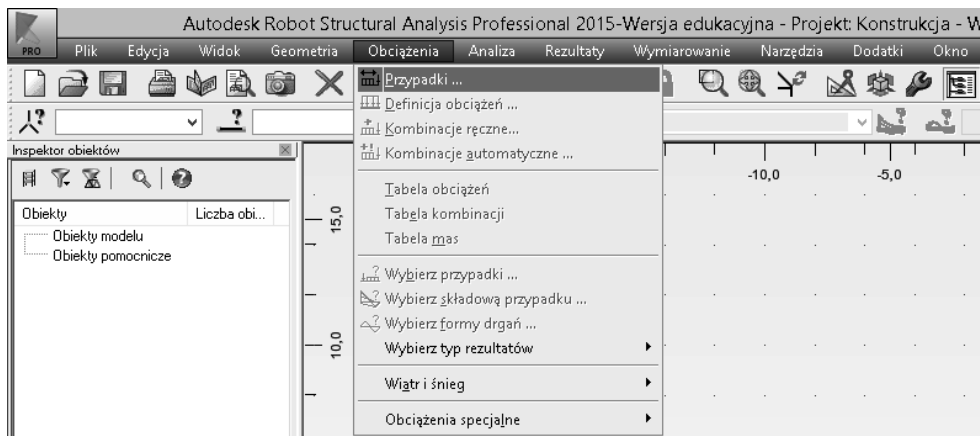 Autodesk Robot Structural Analysis Professional 2015-Wersja edukacyjna - Projekt: Konstrukcja - W
PRO Plik Edycja Widok Geometria Obciążenia Analiza Rezultaty Wymiarowanie Narzędzia Dodatki Okno
Przypadki ...
Definicja obciążeń ...
Kombinacje ręczne...
Kombinacje automatyczne ...
Tabela obciążeń
Tabela kombinacji
Tabela mas
Wybierz przypadki ...
Wybierz składową przypadku ...
Wybierz formy drgań ...
Wybierz typ rezultatów
Wiatr i śnieg
Obciążenia specjalne
Inspektor obiektów
Obiekty Liczba obi...
Obiekty modelu
Obiekty pomocnicze
15,0
10,0
-10,0 -5,0